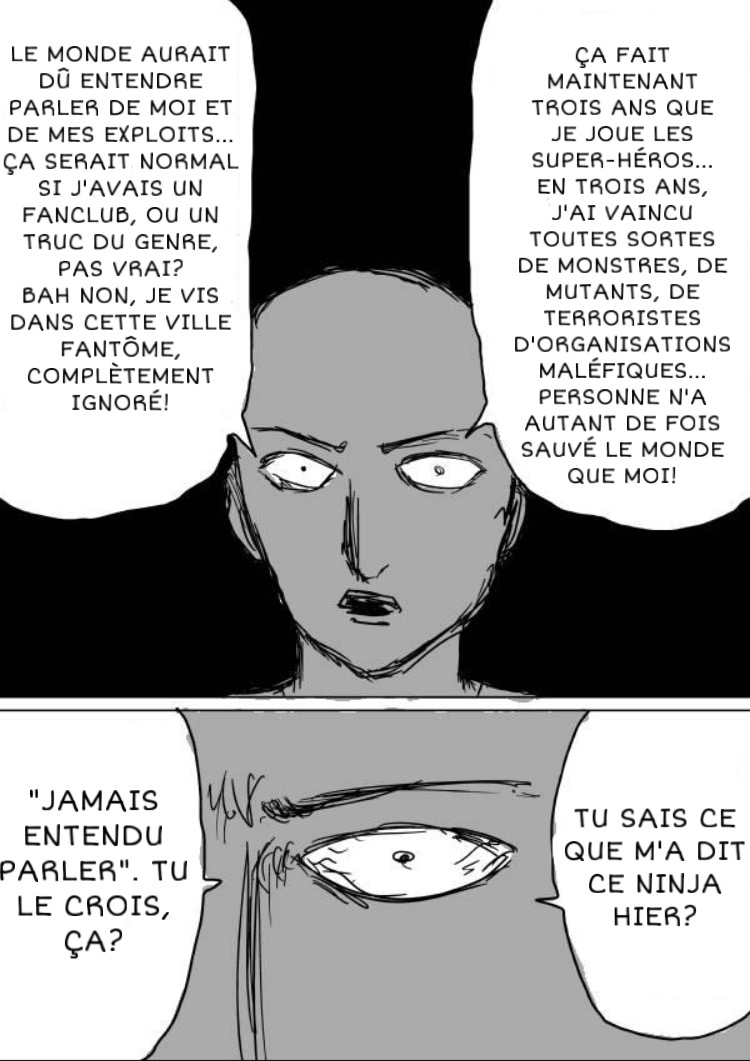 ÇA FAIT
MAINTENANT
TROIS ANS QUE
JE JOUE LES
SUPER-HÉROS...
EN TROIS ANS,
J'AI VAINCU
TOUTES SORTES
DE MONSTRES, DE
MUTANTS, DE
TERRORISTES
D'ORGANISATIONS
MALÉFIQUES...
PERSONNE N'A
AUTANT DE FOIS
SAUVÉ LE MONDE
QUE MOI!
LE MONDE AURAIT
DÛ ENTENDRE
PARLER DE MOI ET
DE MES EXPLOITS...
ÇA SERAIT NORMAL
SI J'AVAIS UN
FANCLUB, OU UN
TRUC DU GENRE,
PAS VRAI?
BAH NON, JE VIS
DANS CETTE VILLE
FANTÔME,
COMPLÈTEMENT
IGNORÉ!
TU SAIS CE
QUE M'A DIT
CE NINJA
HIER?
"JAMAIS
ENTENDU
PARLER". TU
LE CROIS,
ÇA?